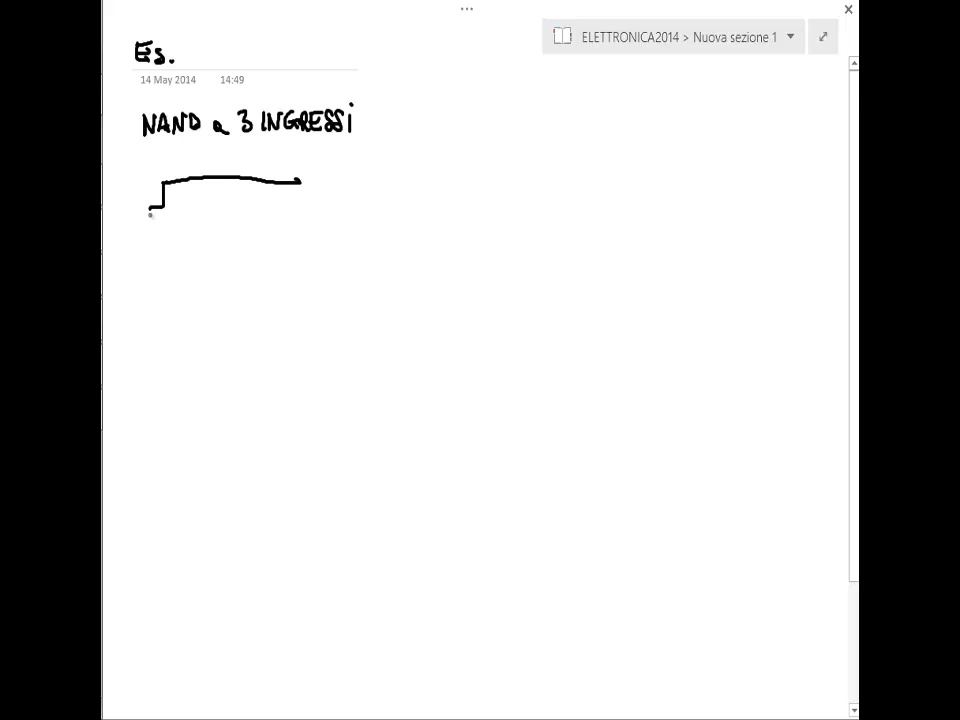 ELETTRONICA2014 > Nuova sezione 1
Es.
14 May 2014 14:49
NAND a 3 INGRESSI